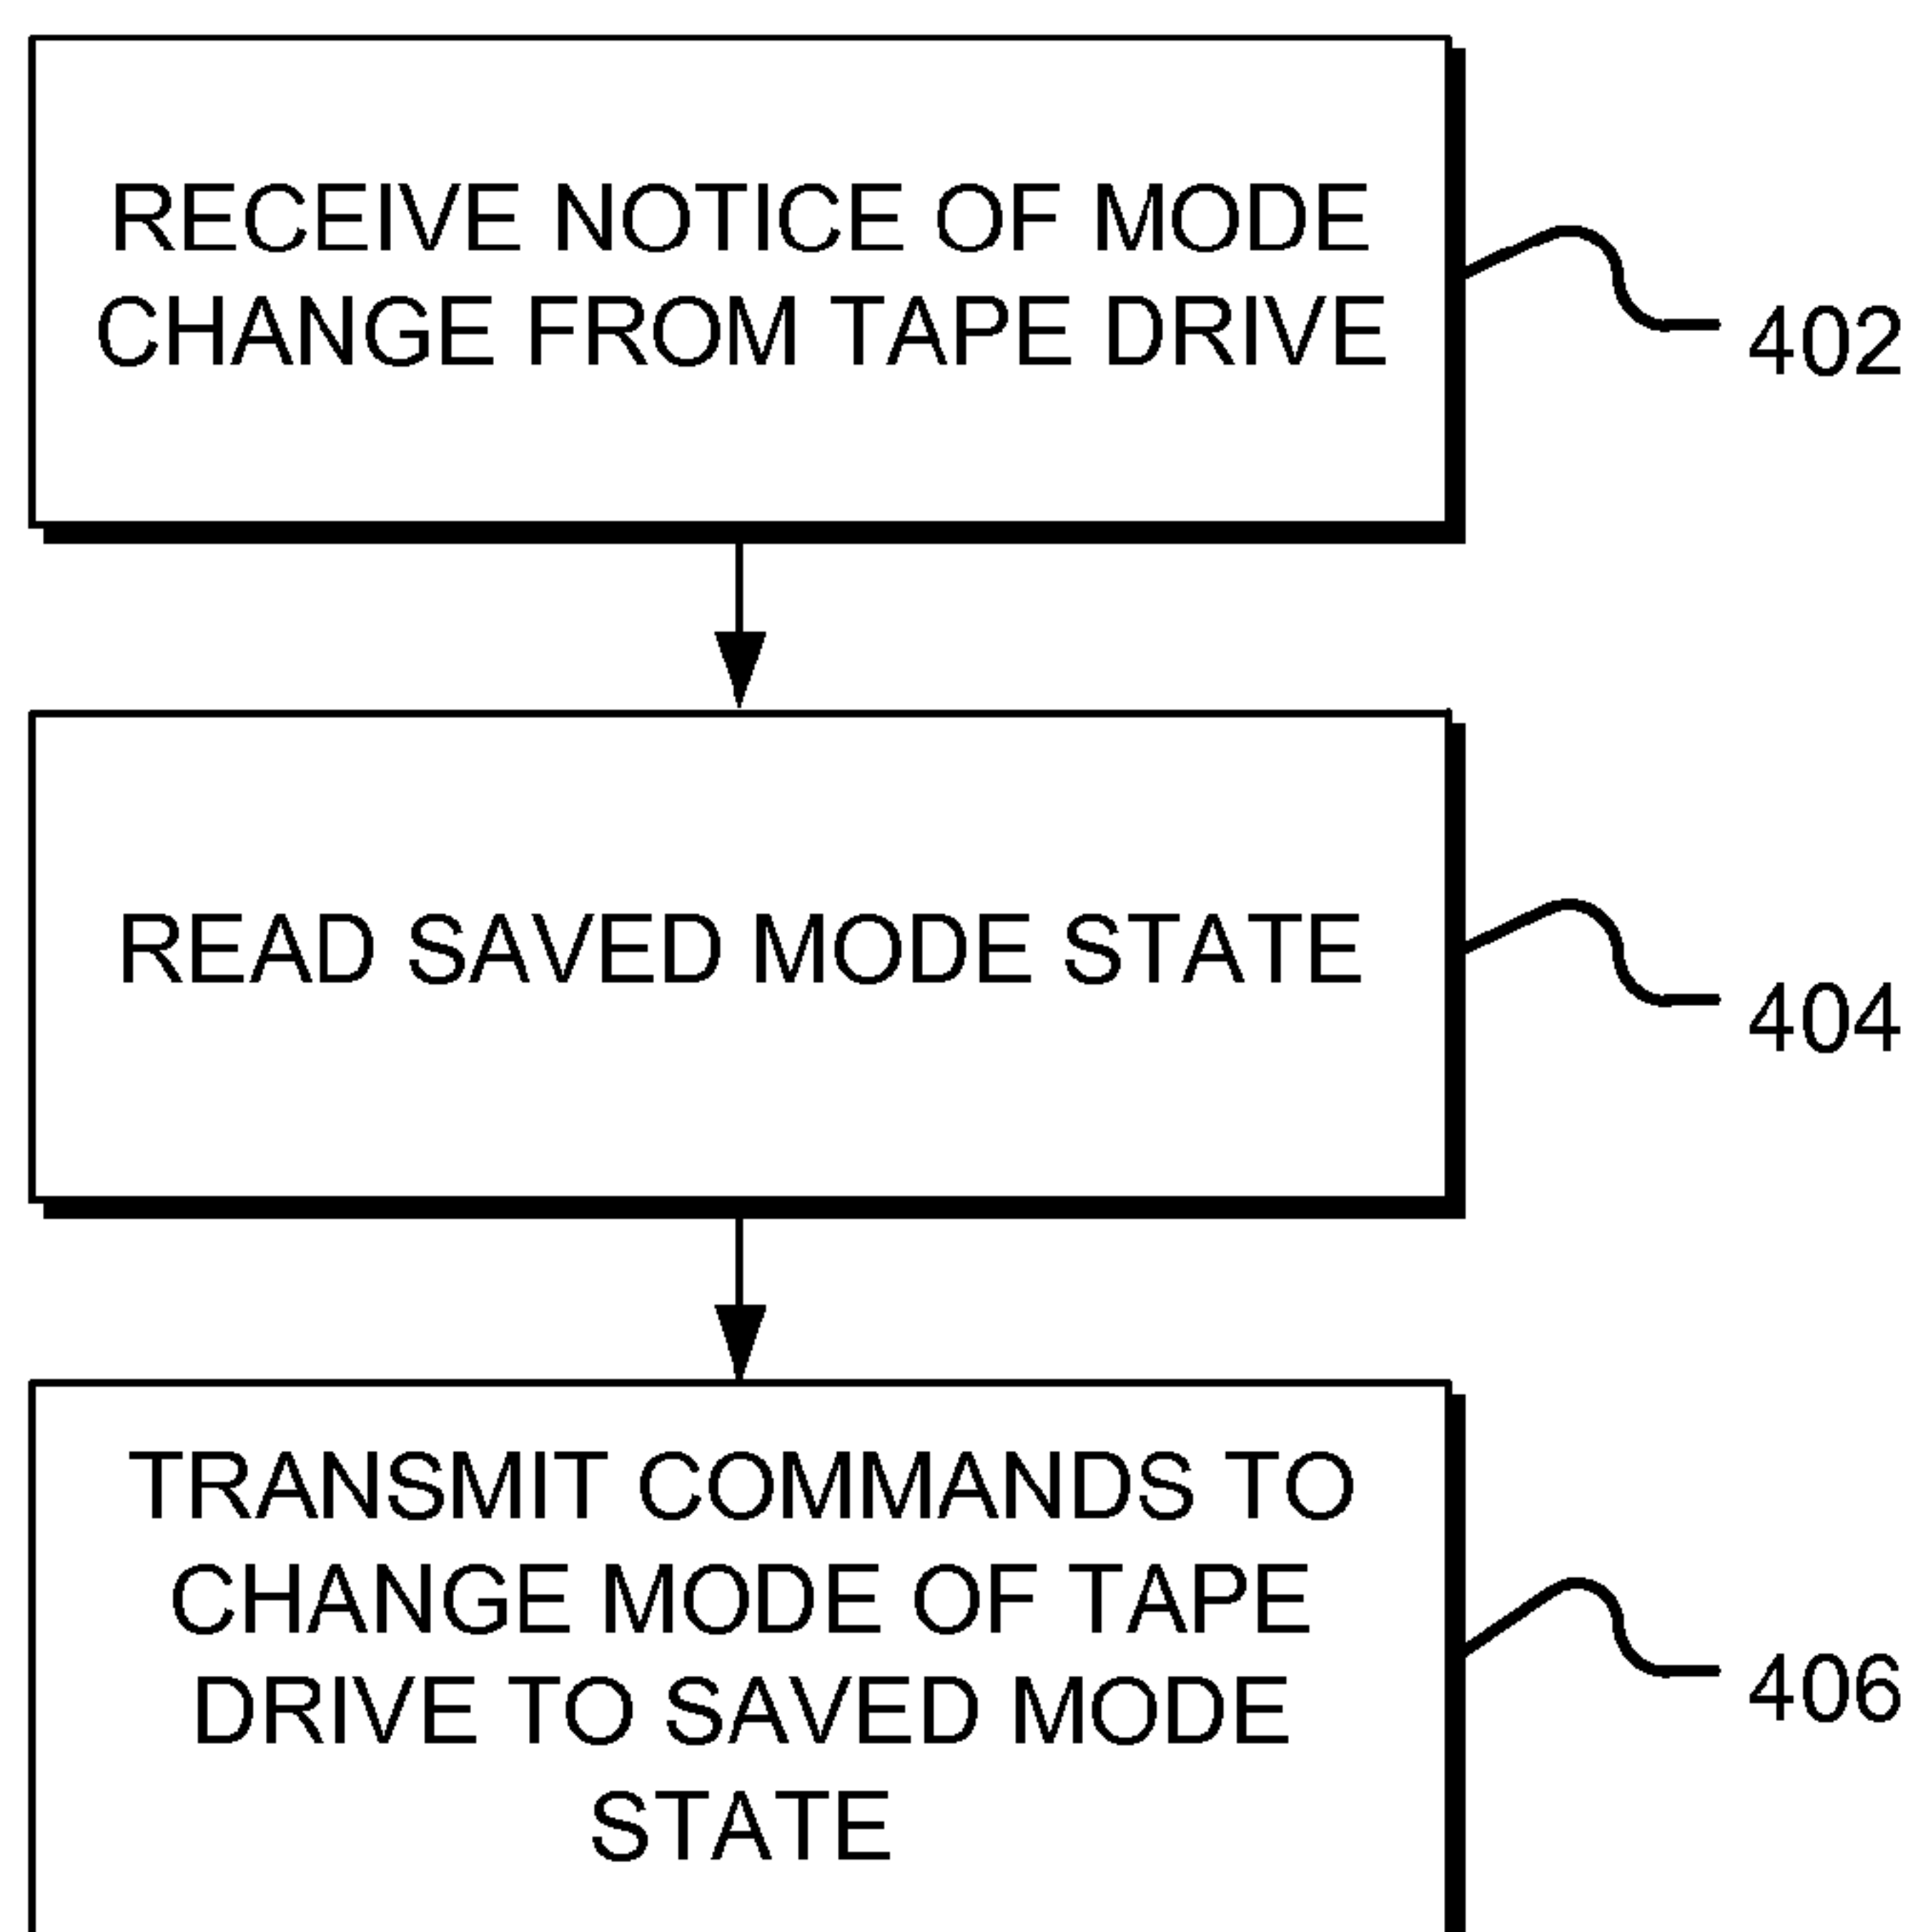 RECEIVE NOTICE OF MODE
CHANGE FROM TAPE DRIVE
402
READ SAVED MODE STATE
404
TRANSMIT COMMANDS TO
CHANGE MODE OF TAPE
DRIVE TO SAVED MODE
STATE
406